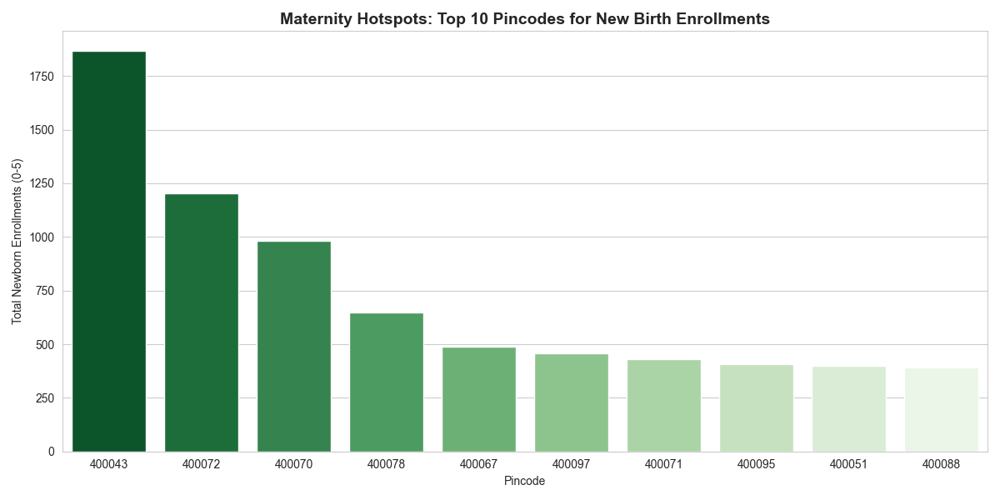 Maternity Hotspots: Top 10 Pincodes for New Birth Enrollments
Total Newborn Enrollments (0-5)
1750
1500
1250
1000
750
500
250
0
400043 400072 400070 400078 400067 400097 400071 400095 400051 400088
Pincode